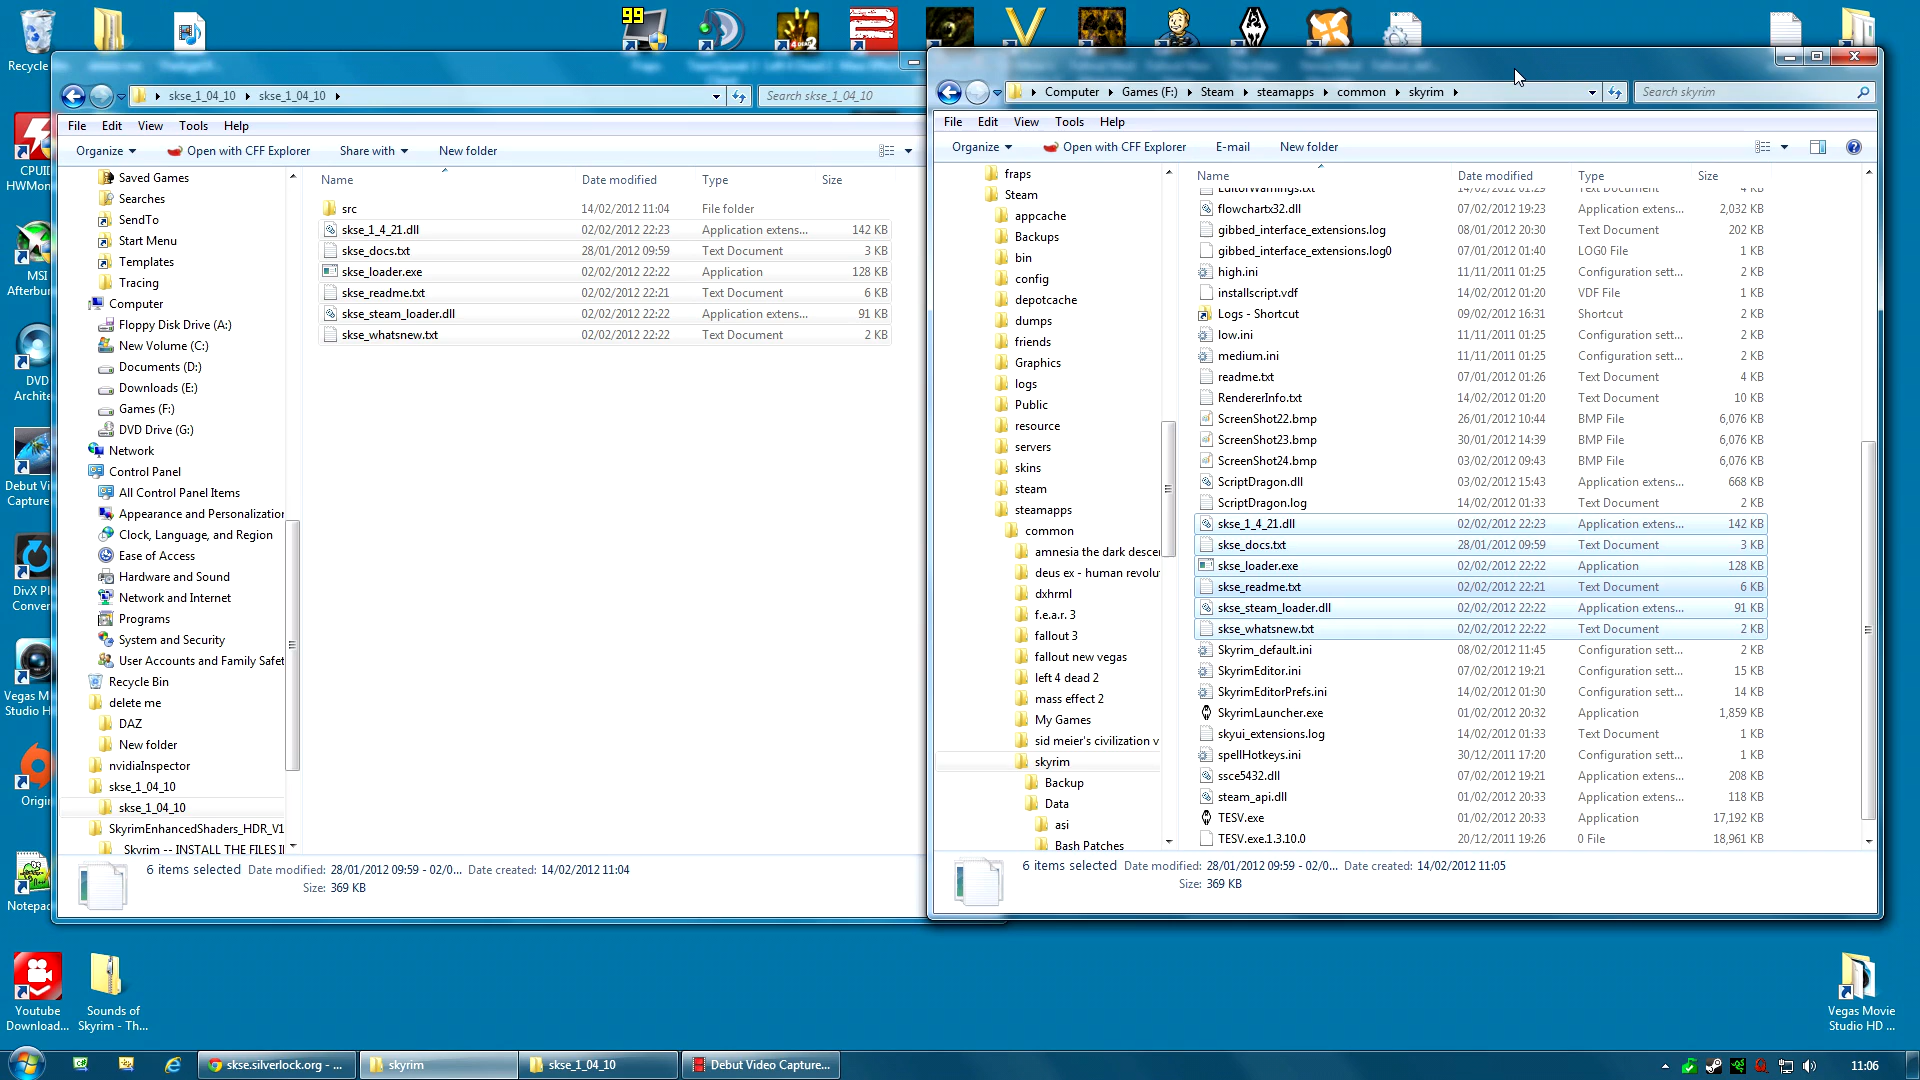 99
Recycle
skse_1_04_10 skse_1_04_10
Search skse_1_04_10
File Edit View Tools Help
Organize Open with CFF Explorer Share with New folder
Name Date modified Type Size
src 14/02/2012 11:04 File folder
skse_1_4_21.dll 02/02/2012 22:23 Application extens... 142 KB
skse_docs.txt 28/01/2012 09:59 Text Document 3 KB
skse_loader.exe 02/02/2012 22:22 Application 128 KB
skse_readme.txt 02/02/2012 22:21 Text Document 6 KB
skse_steam_loader.dll 02/02/2012 22:22 Application extens... 91 KB
skse_whatsnew.txt 02/02/2012 22:22 Text Document 2 KB
Saved Games
Searches
SendTo
Start Menu
Templates
Tracing
Computer
Floppy Disk Drive (A:)
New Volume (C:)
Documents (D:)
Downloads (E:)
Games (F:)
DVD Drive (G:)
Network
Control Panel
All Control Panel Items
Appearance and Personalization
Clock, Language, and Region
Ease of Access
Hardware and Sound
Network and Internet
Programs
System and Security
User Accounts and Family Safet
Recycle Bin
delete me
DAZ
New folder
nvidiaInspector
skse_1_04_10
skse_1_04_10
SkyrimEnhancedShaders_HDR_V1
Skyrim -- INSTALL THE FILES I
6 items selected Date modified: 28/01/2012 09:59 - 02/0... Date created: 14/02/2012 11:04
Size: 369 KB
Computer Games (F:) Steam steamapps common skyrim
Search skyrim
File Edit View Tools Help
Organize Open with CFF Explorer E-mail New folder
fraps
Steam
appcache
Backups
bin
config
depotcache
dumps
friends
Graphics
logs
Public
resource
servers
skins
steam
steamapps
common
amnesia the dark descer
deus ex - human revolut
dxhrml
f.e.a.r. 3
fallout 3
fallout new vegas
left 4 dead 2
mass effect 2
My Games
sid meier's civilization v
skyrim
Backup
Data
asi
Bash Patches
Name Date modified Type Size
EditorWarnings.txt 14/02/2012 01:29 Text Document 4 KB
flowchartx32.dll 07/02/2012 19:23 Application extens... 2,032 KB
gibbed_interface_extensions.log 08/01/2012 20:30 Text Document 202 KB
gibbed_interface_extensions.log0 07/01/2012 01:40 LOG0 File 1 KB
high.ini 11/11/2011 01:25 Configuration sett... 2 KB
installscript.vdf 14/02/2012 01:20 VDF File 1 KB
Logs - Shortcut 09/02/2012 16:31 Shortcut 2 KB
low.ini 11/11/2011 01:25 Configuration sett... 2 KB
medium.ini 11/11/2011 01:25 Configuration sett... 2 KB
readme.txt 07/01/2012 01:26 Text Document 4 KB
RendererInfo.txt 14/02/2012 01:20 Text Document 10 KB
ScreenShot22.bmp 26/01/2012 10:44 BMP File 6,076 KB
ScreenShot23.bmp 30/01/2012 14:39 BMP File 6,076 KB
ScreenShot24.bmp 03/02/2012 09:43 BMP File 6,076 KB
ScriptDragon.dll 03/02/2012 15:43 Application extens... 668 KB
ScriptDragon.log 14/02/2012 01:33 Text Document 2 KB
skse_1_4_21.dll 02/02/2012 22:23 Application extens... 142 KB
skse_docs.txt 28/01/2012 09:59 Text Document 3 KB
skse_loader.exe 02/02/2012 22:22 Application 128 KB
skse_readme.txt 02/02/2012 22:21 Text Document 6 KB
skse_steam_loader.dll 02/02/2012 22:22 Application extens... 91 KB
skse_whatsnew.txt 02/02/2012 22:22 Text Document 2 KB
Skyrim_default.ini 08/02/2012 11:45 Configuration sett... 2 KB
SkyrimEditor.ini 07/02/2012 19:21 Configuration sett... 15 KB
SkyrimEditorPrefs.ini 14/02/2012 01:30 Configuration sett... 14 KB
SkyrimLauncher.exe 01/02/2012 20:32 Application 1,859 KB
skyui_extensions.log 14/02/2012 01:33 Text Document 1 KB
spellHotkeys.ini 30/12/2011 17:20 Configuration sett... 1 KB
ssce5432.dll 07/02/2012 19:21 Application extens... 208 KB
steam_api.dll 01/02/2012 20:33 Application extens... 118 KB
TESV.exe 01/02/2012 20:33 Application 17,192 KB
TESV.exe.1.3.10.0 20/12/2011 19:26 0 File 18,961 KB
6 items selected Date modified: 28/01/2012 09:59 - 02/0... Date created: 14/02/2012 11:05
Size: 369 KB
CPUID
HWMon
MSI
Afterbur
DVD
Archite
Debut Vi
Capture
DivX Pl
Conver
Vegas M
Studio H
Origi
Notepa
Youtube
Download...
Sounds of
Skyrim - Th...
Vegas Movie
Studio HD ...
skse.silverlock.org - ... skyrim skse_1_04_10 Debut Video Capture... 11:06